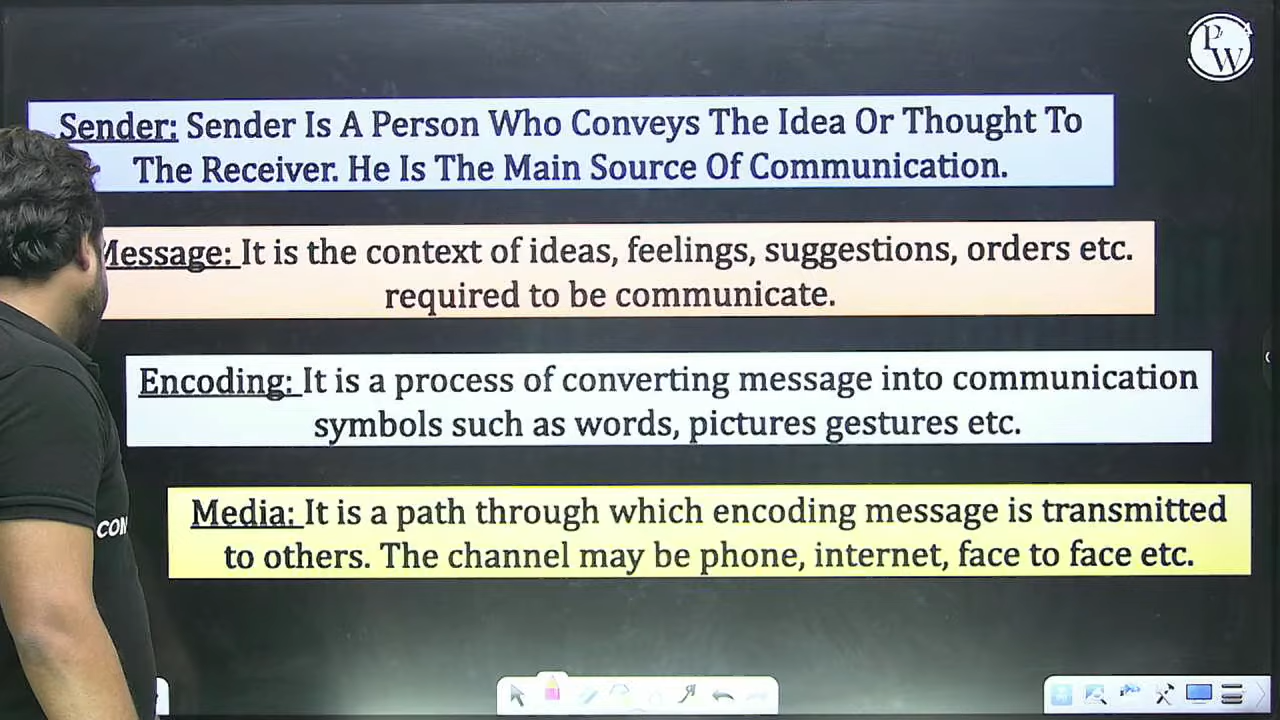 PW
Sender: Sender Is A Person Who Conveys The Idea Or Thought To
The Receiver. He Is The Main Source Of Communication.
Message: It is the context of ideas, feelings, suggestions, orders etc.
required to be communicate.
Encoding: It is a process of converting message into communication
symbols such as words, pictures gestures etc.
Media: It is a path through which encoding message is transmitted
to others. The channel may be phone, internet, face to face etc.
CON